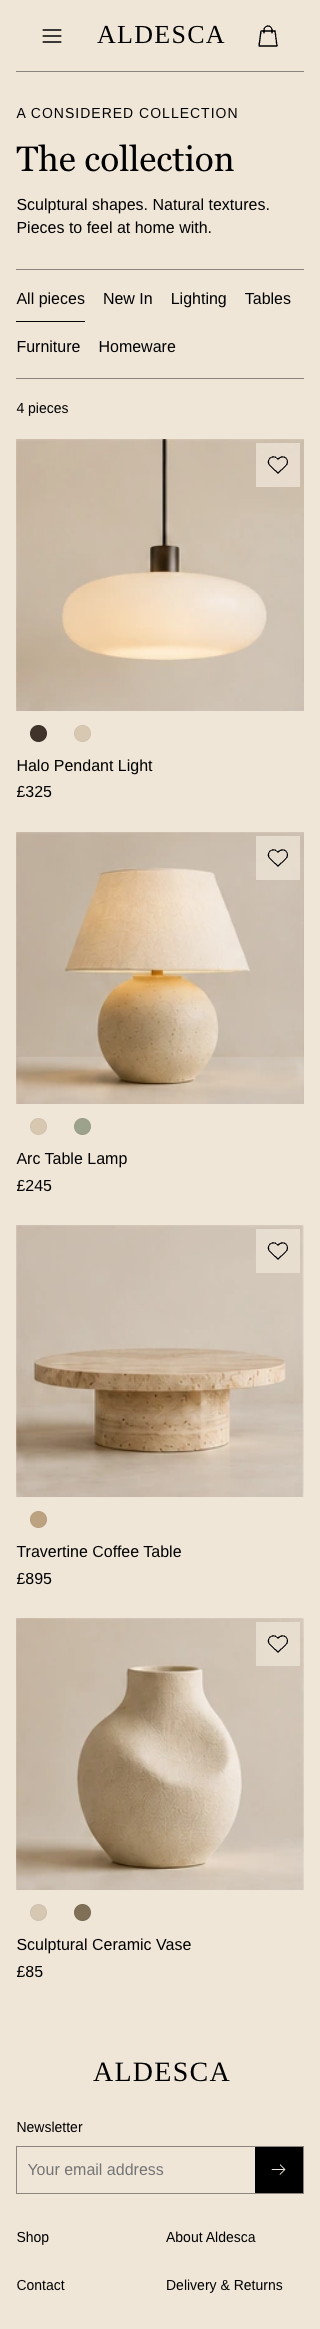 ALDESCA
A CONSIDERED COLLECTION
The collection
Sculptural shapes. Natural textures.
Pieces to feel at home with.
All pieces New In Lighting Tables
Furniture Homeware
4 pieces
Halo Pendant Light
£325
Arc Table Lamp
£245
Travertine Coffee Table
£895
Sculptural Ceramic Vase
£85
ALDESCA
Newsletter
Your email address
Shop About Aldesca
Contact Delivery & Returns